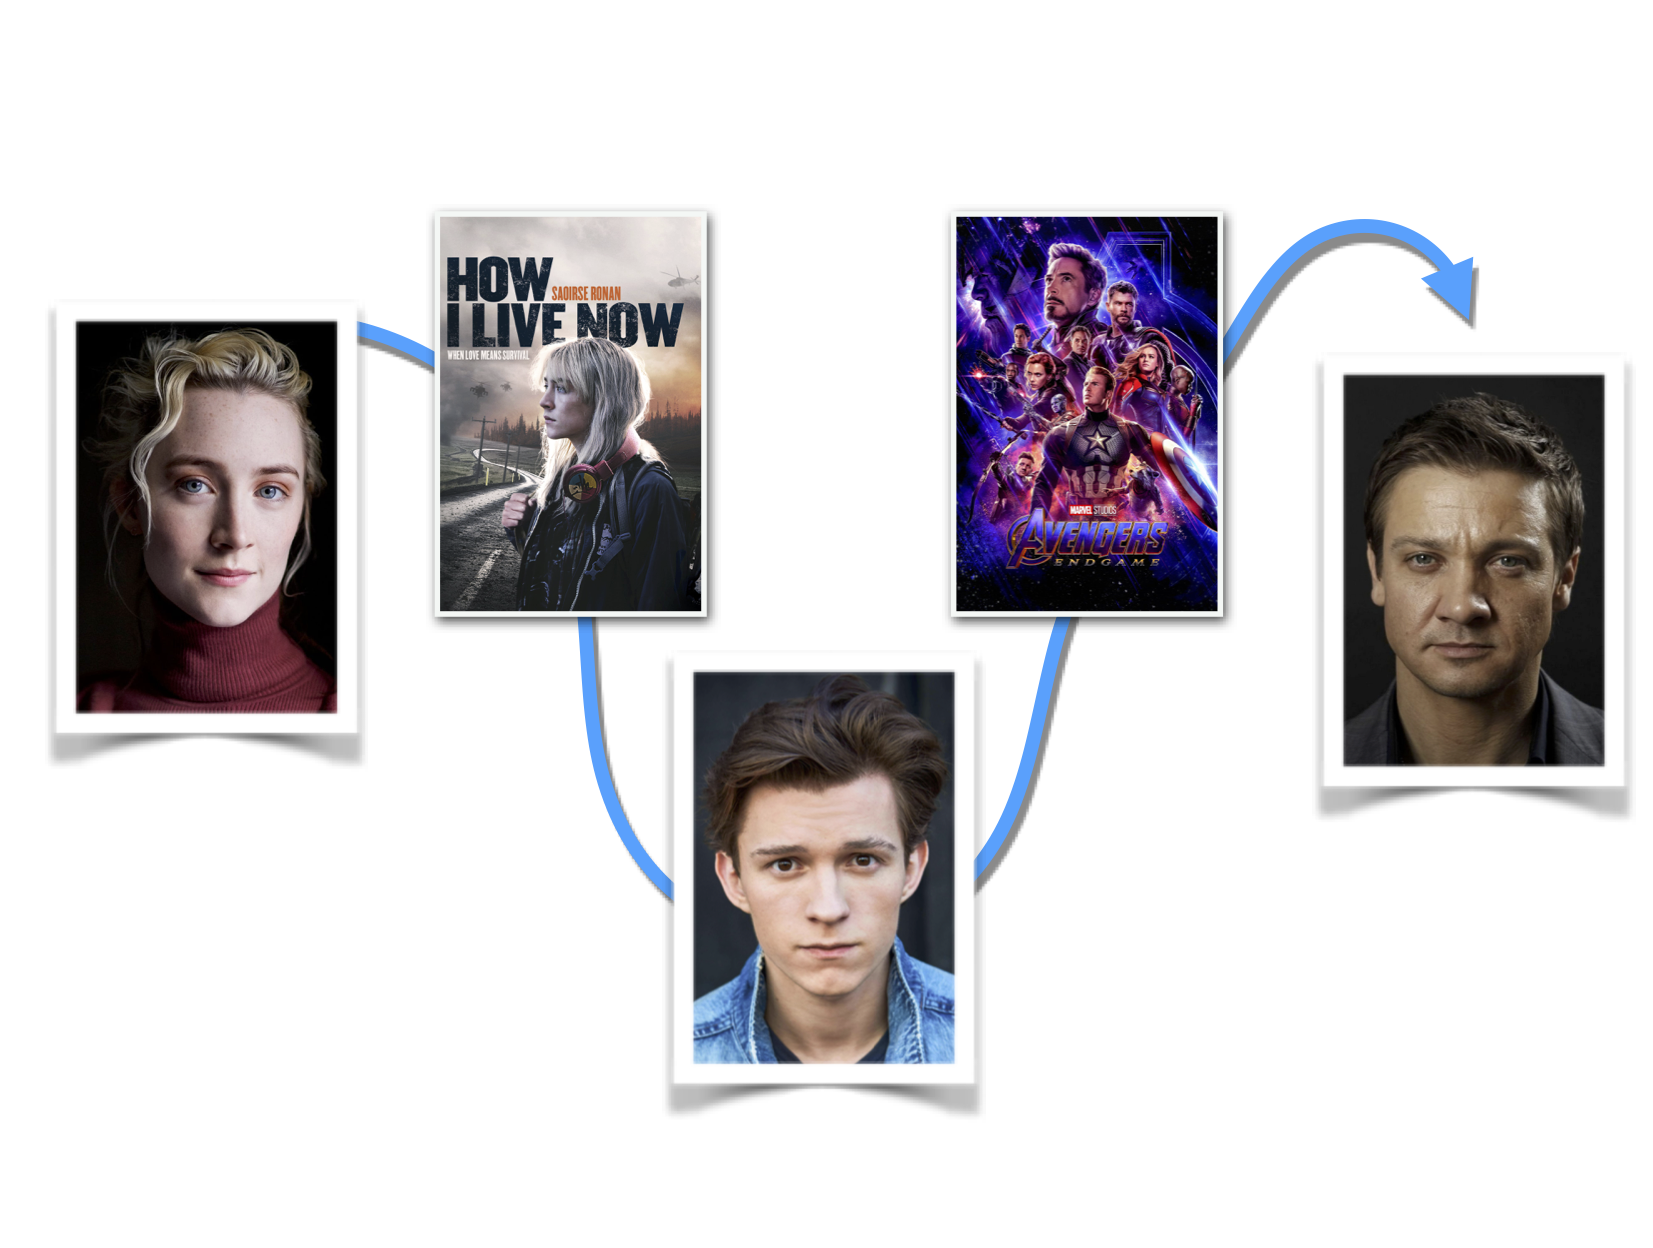 HOW
SAOIRSE RONAN
I LIVE NOW
WHEN LOVE MEANS SURVIVAL
MARVEL STUDIOS
AVENGERS
ENDGAME